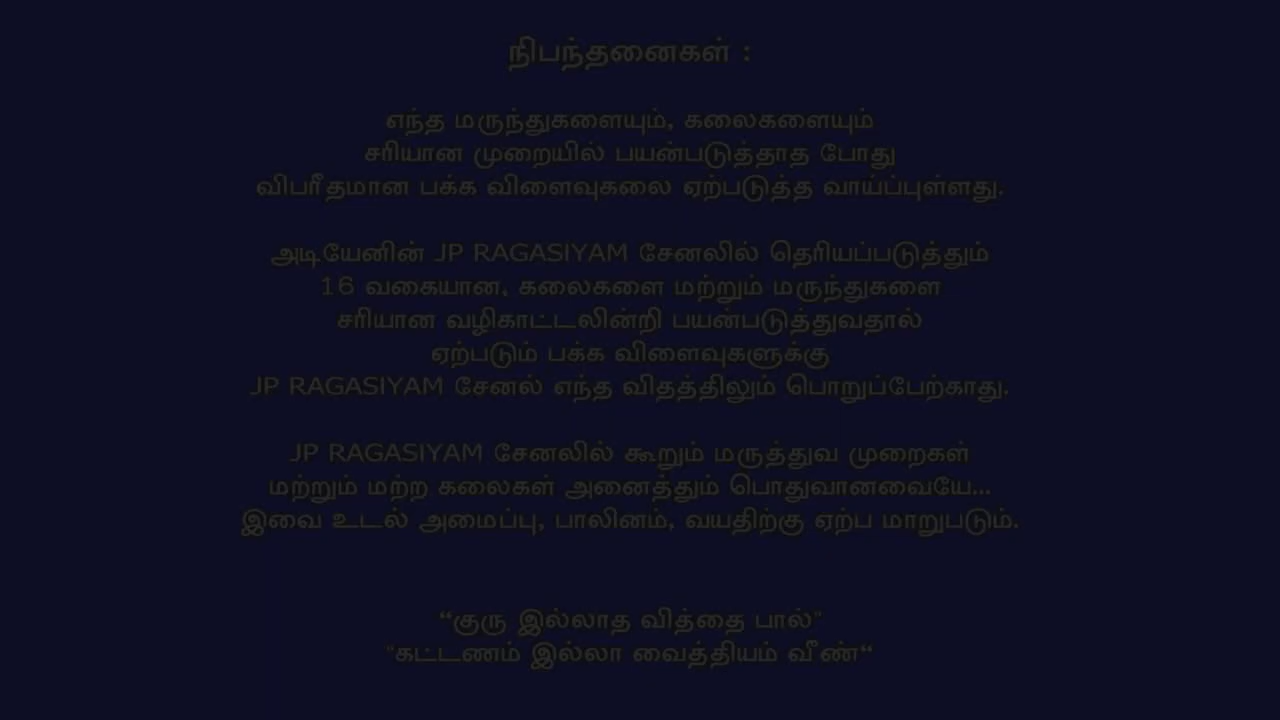 நிபந்தனைகள் :
எந்த மருந்துகளையும், கலைகளையும்
சரியான முறையில் பயன்படுத்தாத போது
விபரீதமான பக்க விளைவுகலை ஏற்படுத்த வாய்ப்புள்ளது.
அடியேனின் JP RAGASIYAM சேனலில் தெரியப்படுத்தும்
16 வகையான, கலைகளை மற்றும் மருந்துகளை
சரியான வழிகாட்டலின்றி பயன்படுத்துவதால்
ஏற்படும் பக்க விளைவுகளுக்கு
JP RAGASIYAM சேனல் எந்த விதத்திலும் பொறுப்பேற்காது.
JP RAGASIYAM சேனலில் கூறும் மருத்துவ முறைகள்
மற்றும் மற்ற கலைகள் அனைத்தும் பொதுவானவையே...
இவை உடல் அமைப்பு, பாலினம், வயதிற்கு ஏற்ப மாறுபடும்.
“குரு இல்லாத வித்தை பால்"
"கட்டணம் இல்லா வைத்தியம் வீண்“